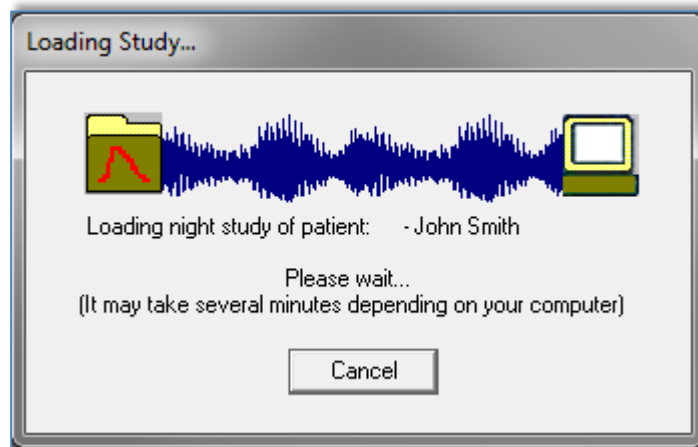 Loading Study...
Loading night study of patient: - John Smith
Please wait...
(It may take several minutes depending on your computer)
Cancel